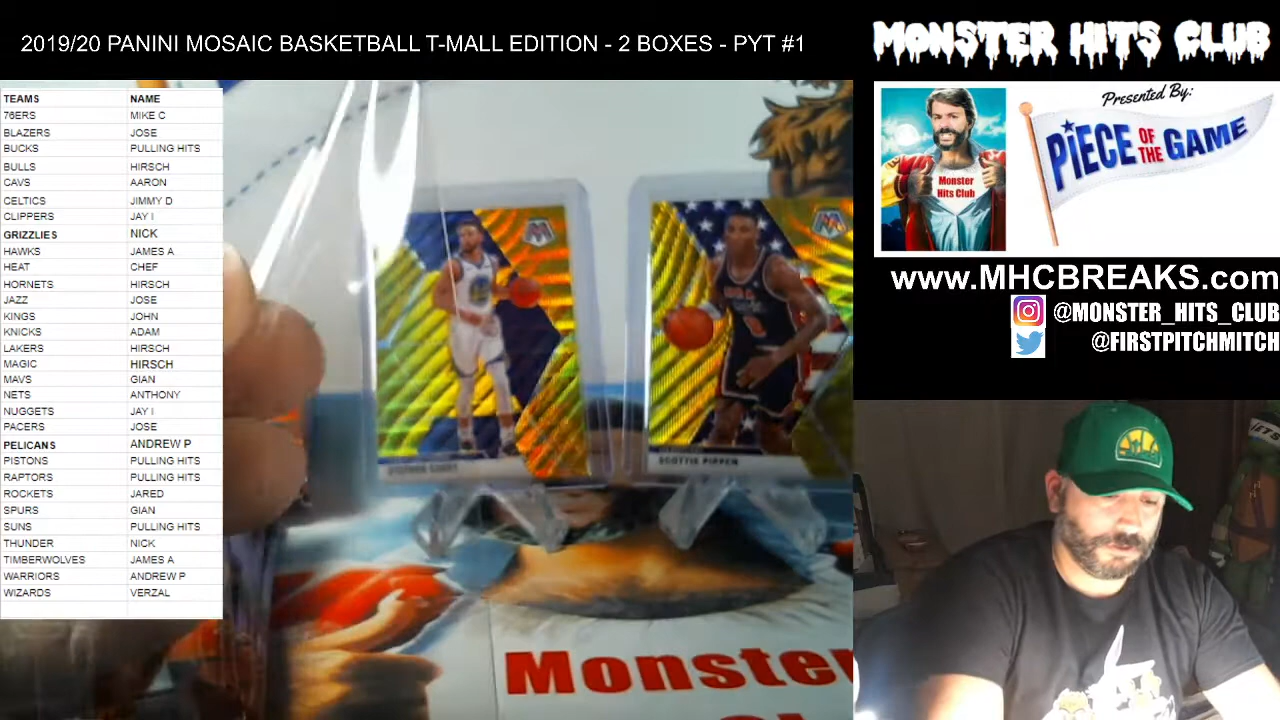 2019/20 PANINI MOSAIC BASKETBALL T-MALL EDITION - 2 BOXES - PYT #1
MONSTER HITS CLUB
Presented By:
PIECE OF THE GAME
Monster
Hits Club
www.MHCBREAKS.com
@MONSTER_HITS_CLUB
@FIRSTPITCHMITCH
TEAMS NAME
76ERS MIKE C
BLAZERS JOSE
BUCKS PULLING HITS
BULLS HIRSCH
CAVS AARON
CELTICS JIMMY D
CLIPPERS JAY I
GRIZZLIES NICK
HAWKS JAMES A
HEAT CHEF
HORNETS HIRSCH
JAZZ JOSE
KINGS JOHN
KNICKS ADAM
LAKERS HIRSCH
MAGIC HIRSCH
MAVS GIAN
NETS ANTHONY
NUGGETS JAY I
PACERS JOSE
PELICANS ANDREW P
PISTONS PULLING HITS
RAPTORS PULLING HITS
ROCKETS JARED
SPURS GIAN
SUNS PULLING HITS
THUNDER NICK
TIMBERWOLVES JAMES A
WARRIORS ANDREW P
WIZARDS VERZAL
STEPHEN CURRY
SCOTTIE PIPPEN
Monster